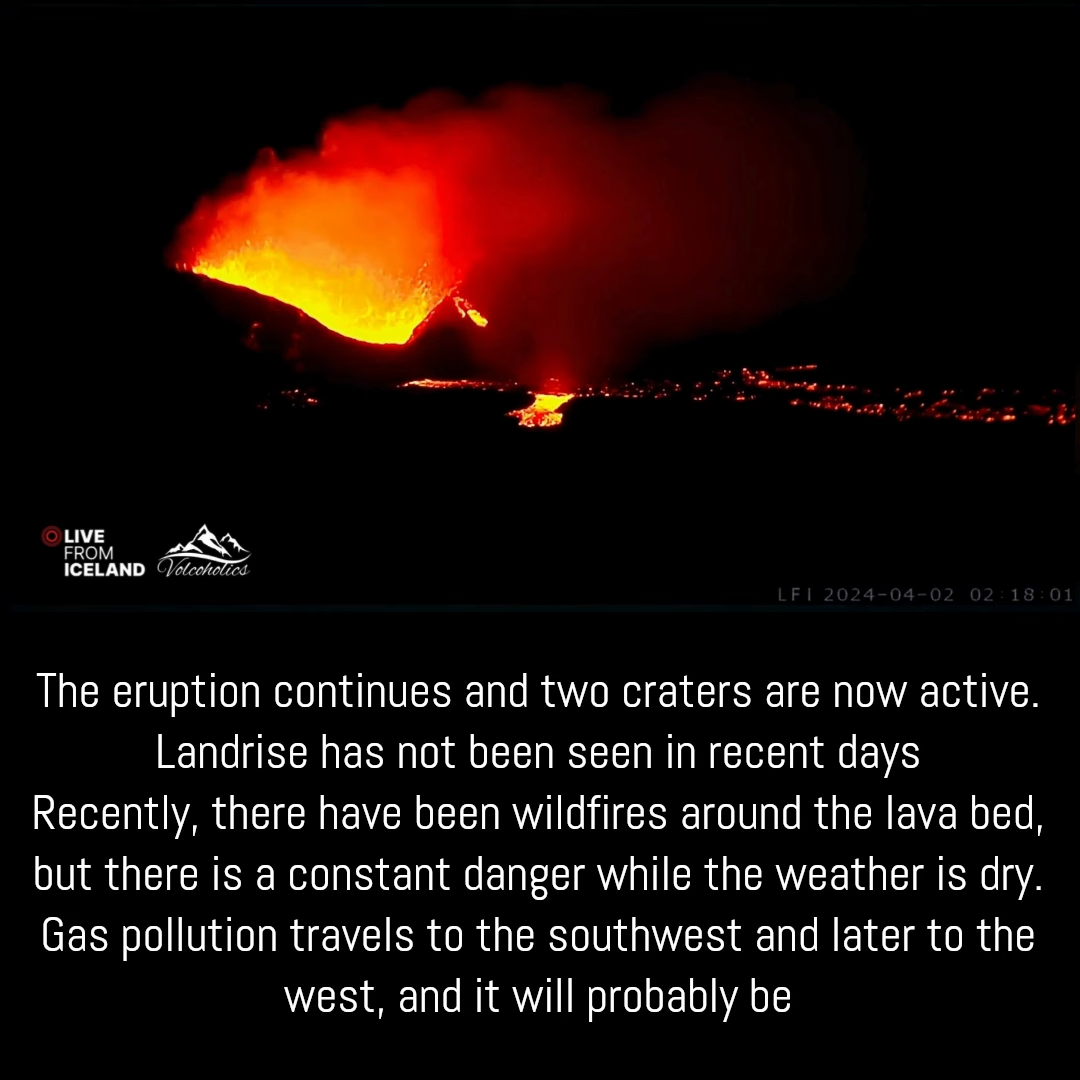 LIVE
FROM
ICELAND
Volcoholics
LFI 2024-04-02 02:18:01
The eruption continues and two craters are now active.
Landrise has not been seen in recent days
Recently, there have been wildfires around the lava bed,
but there is a constant danger while the weather is dry.
Gas pollution travels to the southwest and later to the
west, and it will probably be